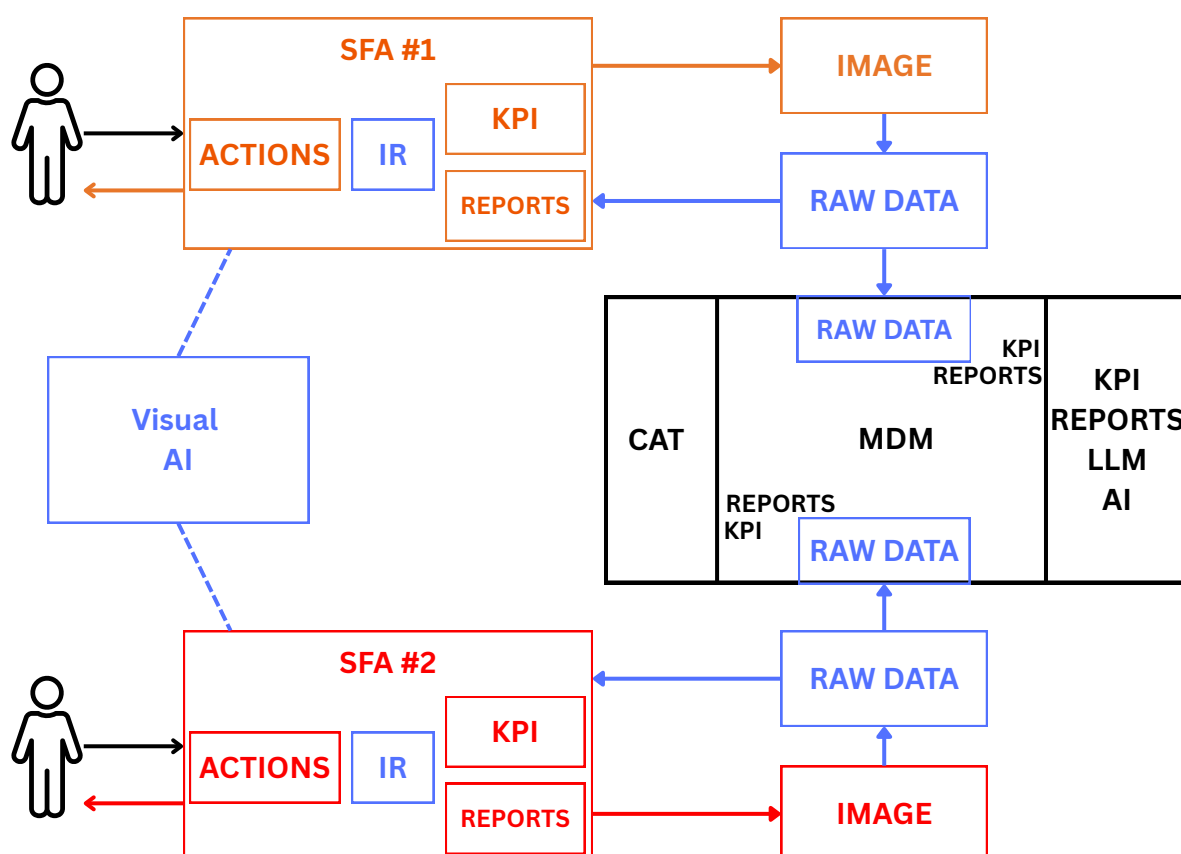 SFA #1
IMAGE
KPI
ACTIONS
IR
REPORTS
RAW DATA
RAW DATA
KPI
REPORTS
KPI
REPORTS
LLM
AI
Visual
AI
CAT
MDM
REPORTS
KPI
RAW DATA
SFA #2
RAW DATA
KPI
ACTIONS
IR
REPORTS
IMAGE